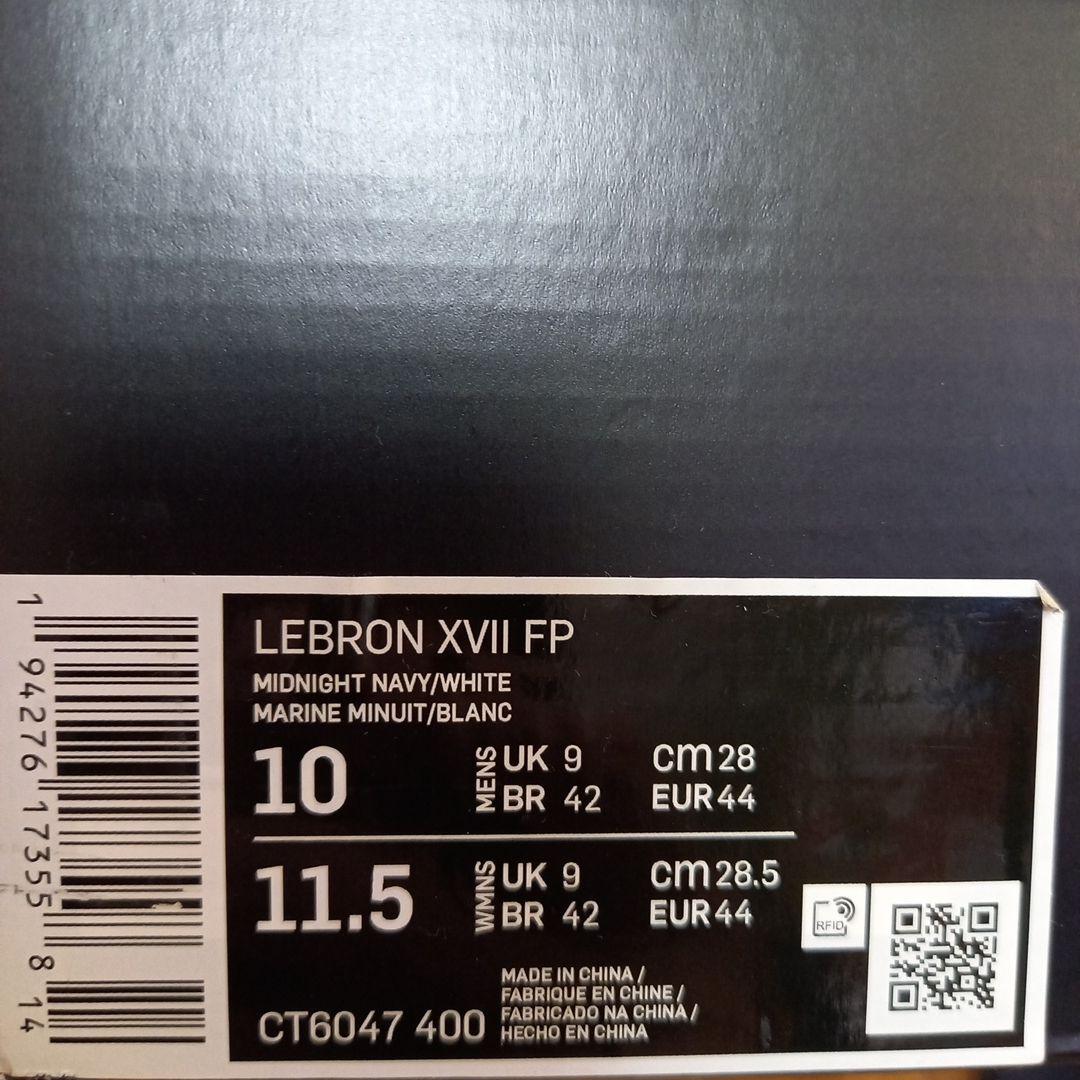 LEBRON XVII FP
MIDNIGHT NAVY/WHITE
MARINE MINUIT/BLANC
10 MENS UK 9 cm 28
BR 42 EUR 44
11.5 WMNS UK 9 cm 28.5
BR 42 EUR 44
RFID
MADE IN CHINA /
FABRIQUE EN CHINE /
FABRICADO NA CHINA /
HECHO EN CHINA
CT6047 400
1 94276 17355 8 14